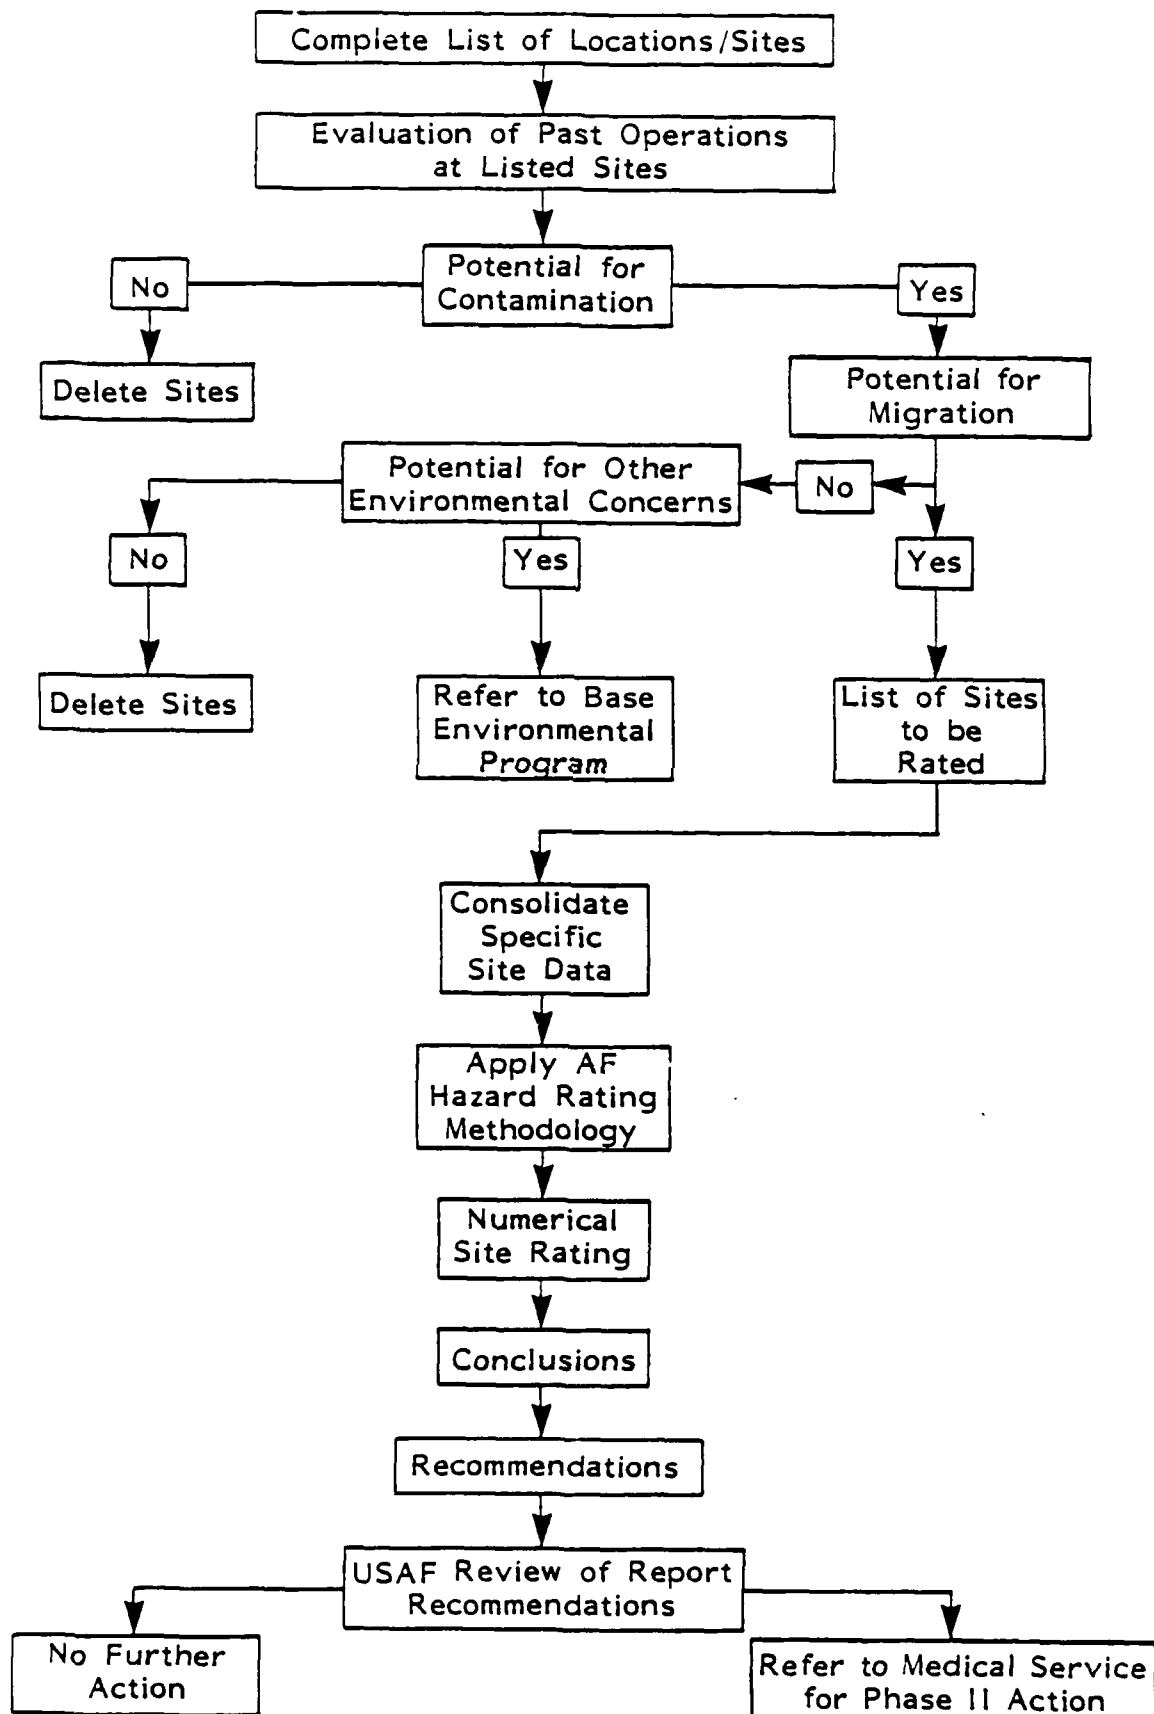 Complete List of Locations/Sites
Evaluation of Past Operations
at Listed Sites
Potential for
Contamination
No
Yes
Delete Sites
Potential for
Migration
Potential for Other
Environmental Concerns
No
No
Yes
Yes
Delete Sites
Refer to Base
Environmental
Program
List of Sites
to be
Rated
Consolidate
Specific
Site Data
Apply AF
Hazard Rating
Methodology
Numerical
Site Rating
Conclusions
Recommendations
USAF Review of Report
Recommendations
No Further
Action
Refer to Medical Service
for Phase II Action